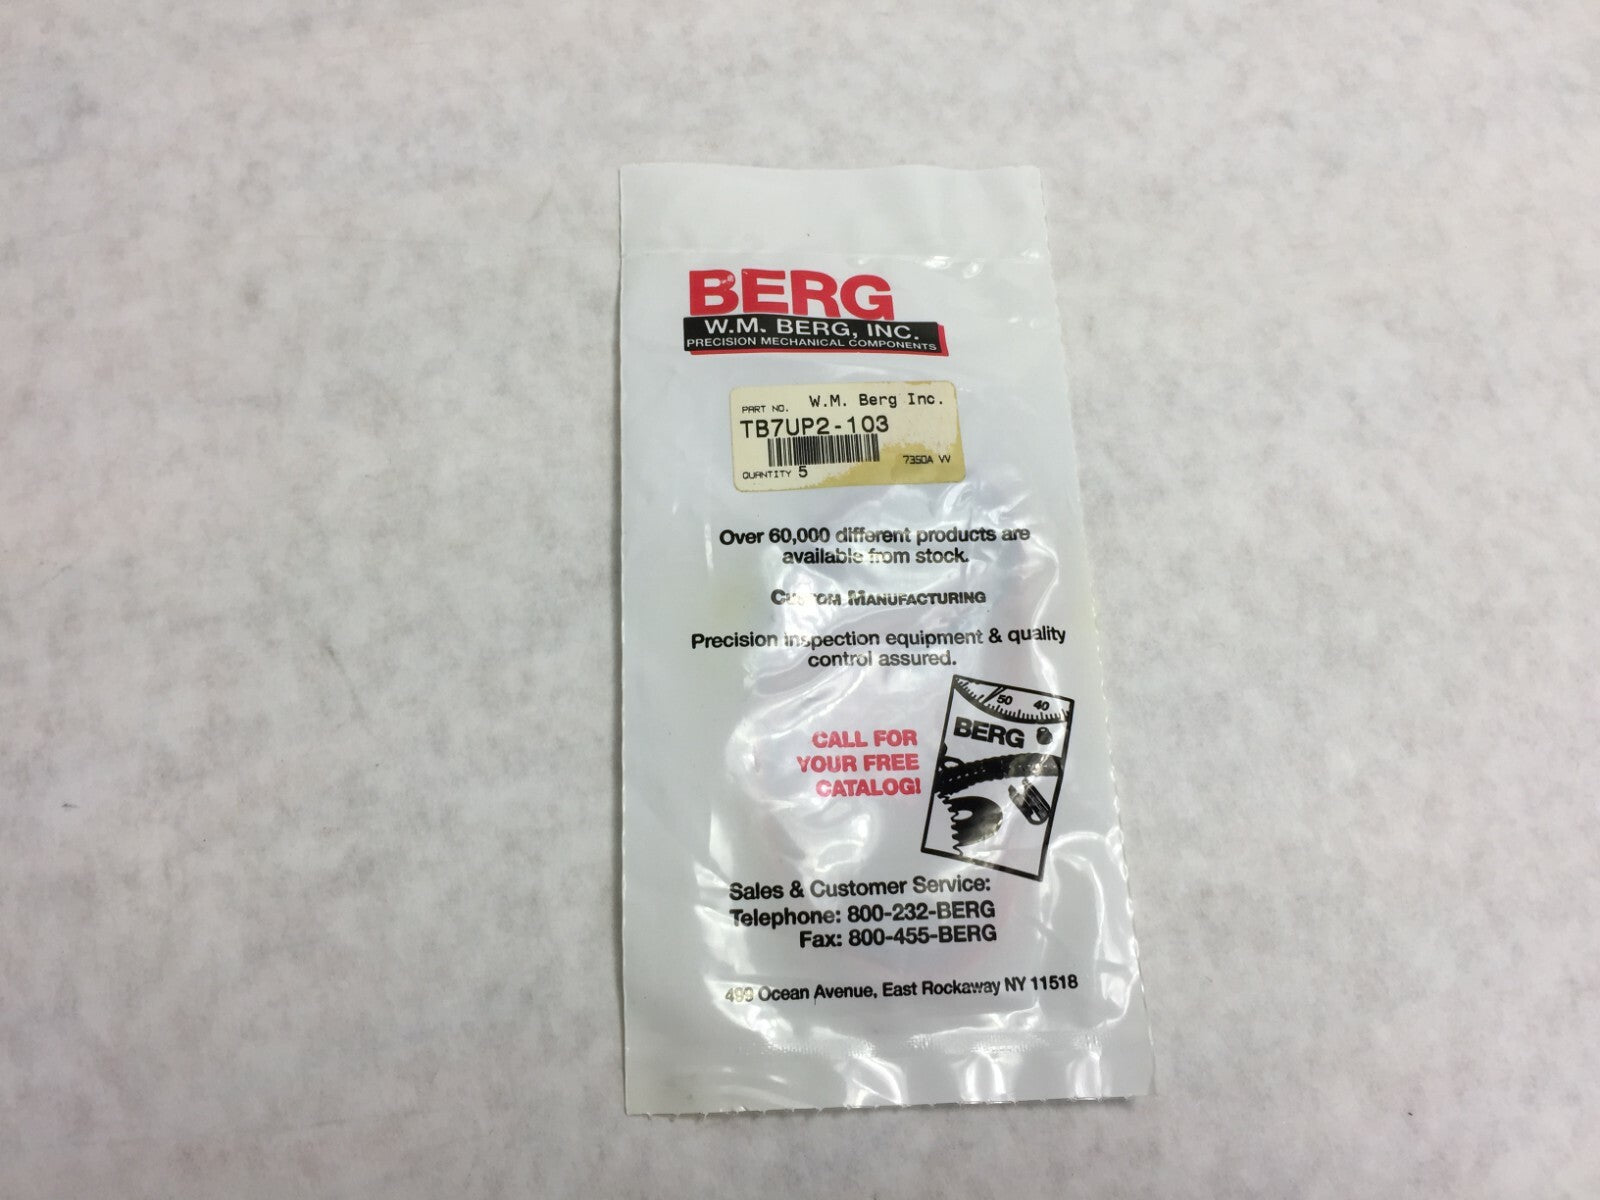 BERG
W.M. BERG, INC.
PRECISION MECHANICAL COMPONENTS
PART NO. W.M. Berg Inc.
TB7UP2-103
QUANTITY 5
Over 60,000 different products are
available from stock.
CUSTOM MANUFACTURING
Precision inspection equipment & quality
control assured.
50 40
BERG
CALL FOR
YOUR FREE
CATALOG!
Sales & Customer Service:
Telephone: 800-232-BERG
Fax: 800-455-BERG
499 Ocean Avenue, East Rockaway NY 11518